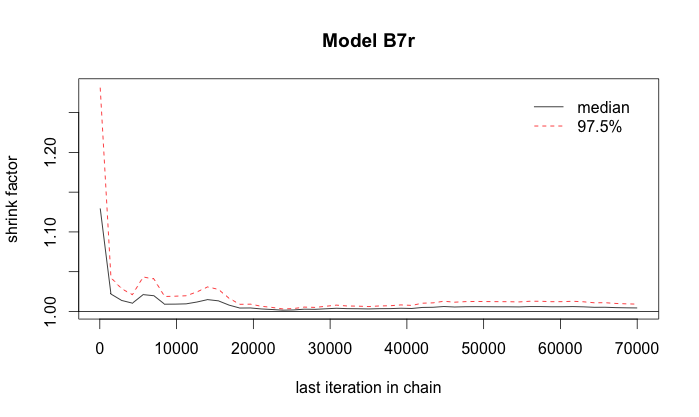 Model B7r
median
97.5%
shrink factor
1.20
1.10
1.00
0 10000 20000 30000 40000 50000 60000 70000
last iteration in chain